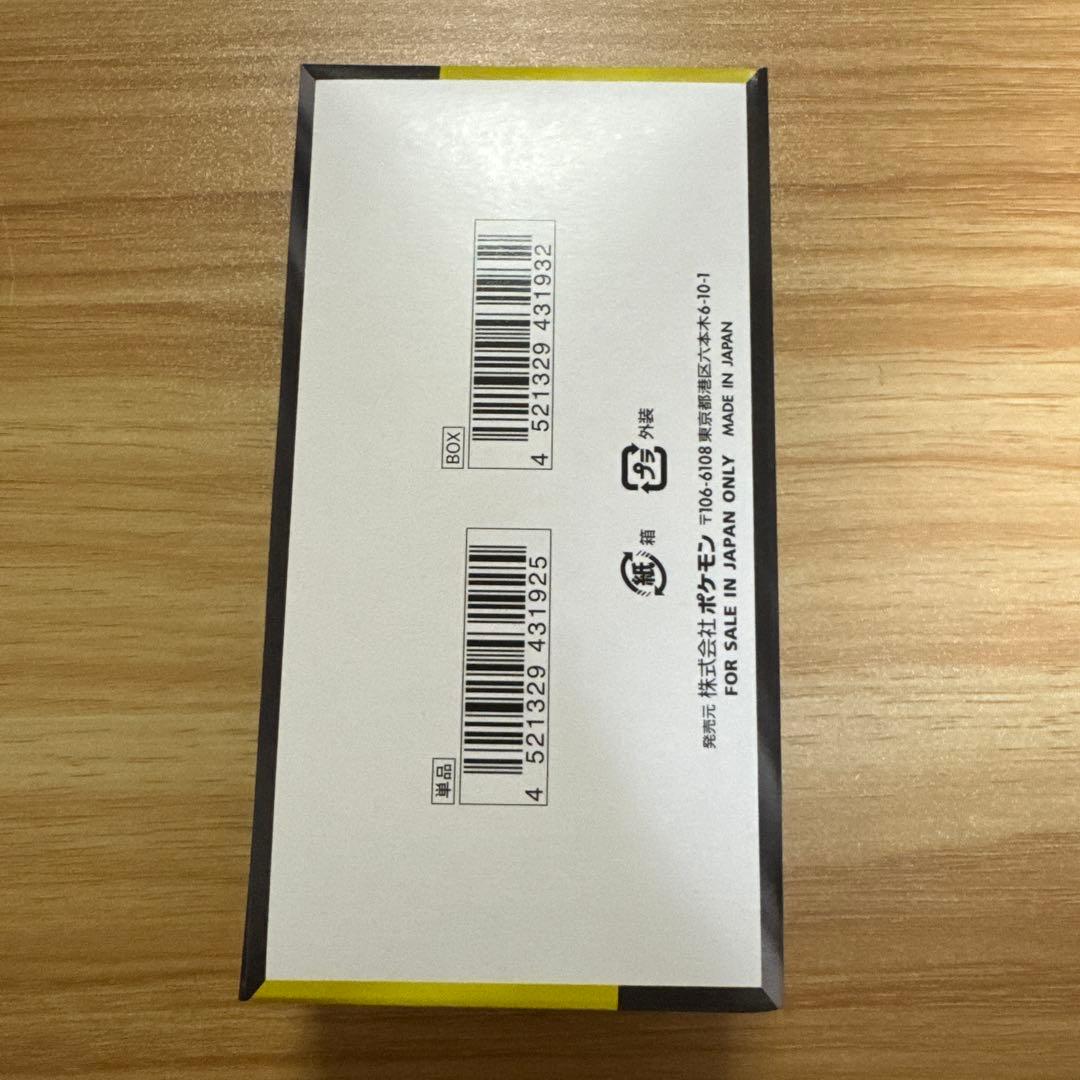 単品
4 521329 431925
BOX
4 521329 431932
紙 箱
プラ 外装
発売元 株式会社 ポケモン 〒106-6108 東京都港区六本木6-10-1
FOR SALE IN JAPAN ONLY MADE IN JAPAN